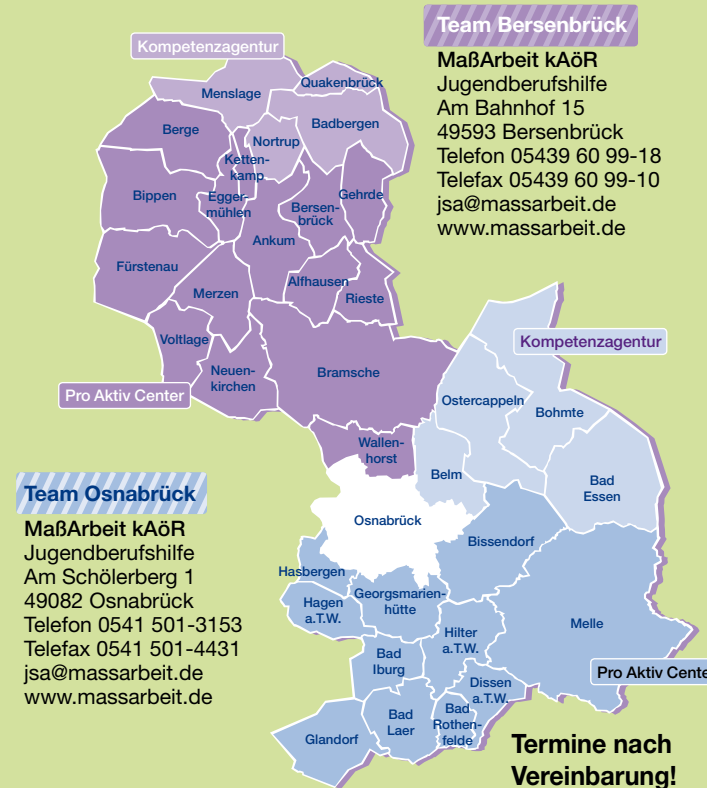 Team Bersenbrück
MaßArbeit kAöR
Jugendberufshilfe
Am Bahnhof 15
49593 Bersenbrück
Telefon 05439 60 99-18
Telefax 05439 60 99-10
jsa@massarbeit.de
www.massarbeit.de
Kompetenzagentur
Menslage
Quakenbrück
Badbergen
Berge
Nortrup
Ketten-
kamp
Bippen
Egger-
mühlen
Bersen-
brück
Gehrde
Ankum
Fürstenau
Alfhausen
Rieste
Merzen
Voltlage
Neuen-
kirchen
Bramsche
Pro Aktiv Center
Wallen-
horst
Kompetenzagentur
Ostercappeln
Bohmte
Belm
Bad
Essen
Team Osnabrück
MaßArbeit kAöR
Jugendberufshilfe
Am Schölerberg 1
49082 Osnabrück
Telefon 0541 501-3153
Telefax 0541 501-4431
jsa@massarbeit.de
www.massarbeit.de
Osnabrück
Bissendorf
Hasbergen
Hagen
a.T.W.
Georgsmarien-
hütte
Melle
Hilter
a.T.W.
Bad
Iburg
Dissen
a.T.W.
Pro Aktiv Cente
Bad
Laer
Bad
Rothen-
felde
Glandorf
Termine nach
Vereinbarung!